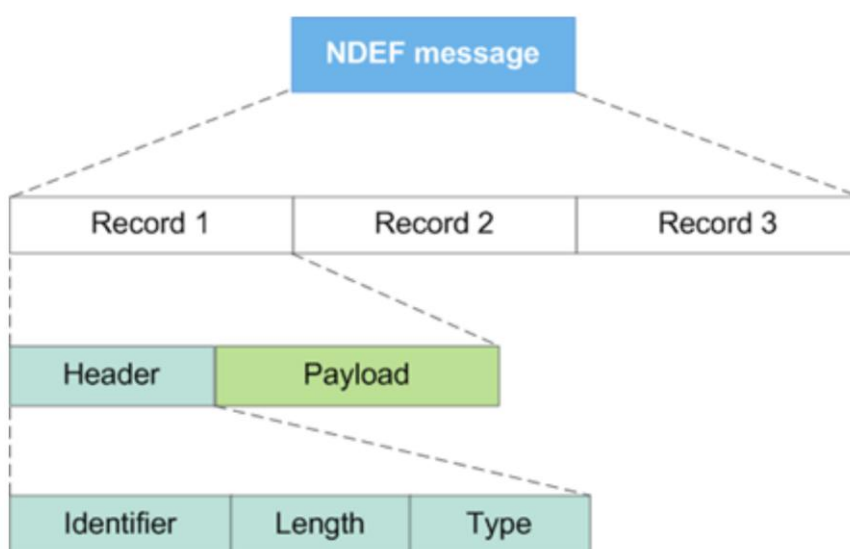 NDEF message
Record 1 Record 2 Record 3
Header Payload
Identifier Length Type